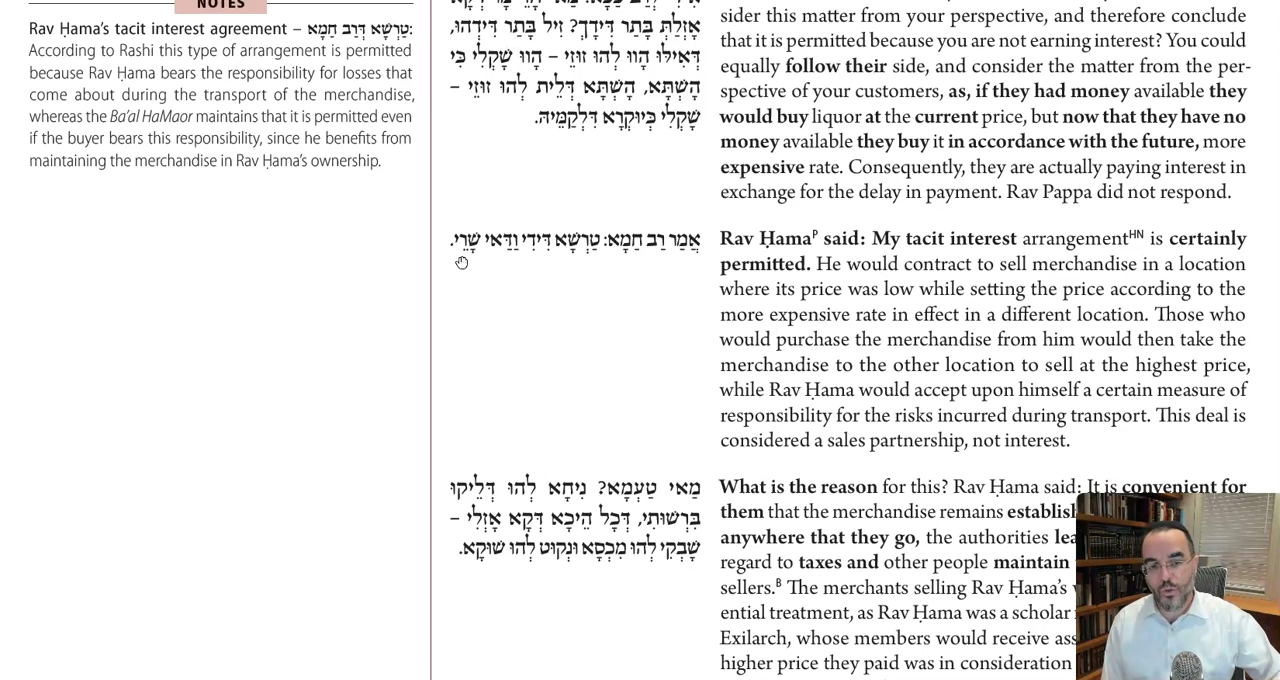 NOTES
Rav Ḥama's tacit interest agreement – טַרְשָׁא דְּרַב חָמָא:
According to Rashi this type of arrangement is permitted
because Rav Ḥama bears the responsibility for losses that
come about during the transport of the merchandise,
whereas the Ba'al HaMaor maintains that it is permitted even
if the buyer bears this responsibility, since he benefits from
maintaining the merchandise in Rav Ḥama's ownership.
אָזְלַתְּ בָּתַר דִּידָךְ? זִיל בָּתַר דִּידְהוּ,
דְּאִילּוּ הֲווֹ לְהוּ זוּזֵי – הֲווֹ שָׁקְלִי כִּי
הָשְׁתָּא, הָשְׁתָּא דְּלֵית לְהוּ זוּזֵי –
שָׁקְלִי כְּיוּקְרָא דִּלְקַמֵּיהּ.
אֲמַר רַב חָמָא: טַרְשָׁא דִּידִי וַדַּאי שָׁרֵי.
מַאי טַעְמָא? נִיחָא לְהוּ דְּלֵיקוּ
בִּרְשׁוּתִי, דְּכָל הֵיכָא דְּקָא אָזְלִי –
שָׁבְקִי לְהוּ מִכְסָא וּנְקוּט לְהוּ שׁוּקָא.
sider this matter from your perspective, and therefore conclude
that it is permitted because you are not earning interest? You could
equally follow their side, and consider the matter from the per-
spective of your customers, as, if they had money available they
would buy liquor at the current price, but now that they have no
money available they buy it in accordance with the future, more
expensive rate. Consequently, they are actually paying interest in
exchange for the delay in payment. Rav Pappa did not respond.
Rav Ḥamaᴾ said: My tacit interest arrangementᴴᴺ is certainly
permitted. He would contract to sell merchandise in a location
where its price was low while setting the price according to the
more expensive rate in effect in a different location. Those who
would purchase the merchandise from him would then take the
merchandise to the other location to sell at the highest price,
while Rav Ḥama would accept upon himself a certain measure of
responsibility for the risks incurred during transport. This deal is
considered a sales partnership, not interest.
What is the reason for this? Rav Ḥama said: It is convenient for
them that the merchandise remains
anywhere that they go, the authorities
regard to taxes and other people maintain
sellers.ᴮ The merchants selling Rav Ḥama's
ential treatment, as Rav Ḥama was a scholar
Exilarch, whose members would receive
higher price they paid was in consideration